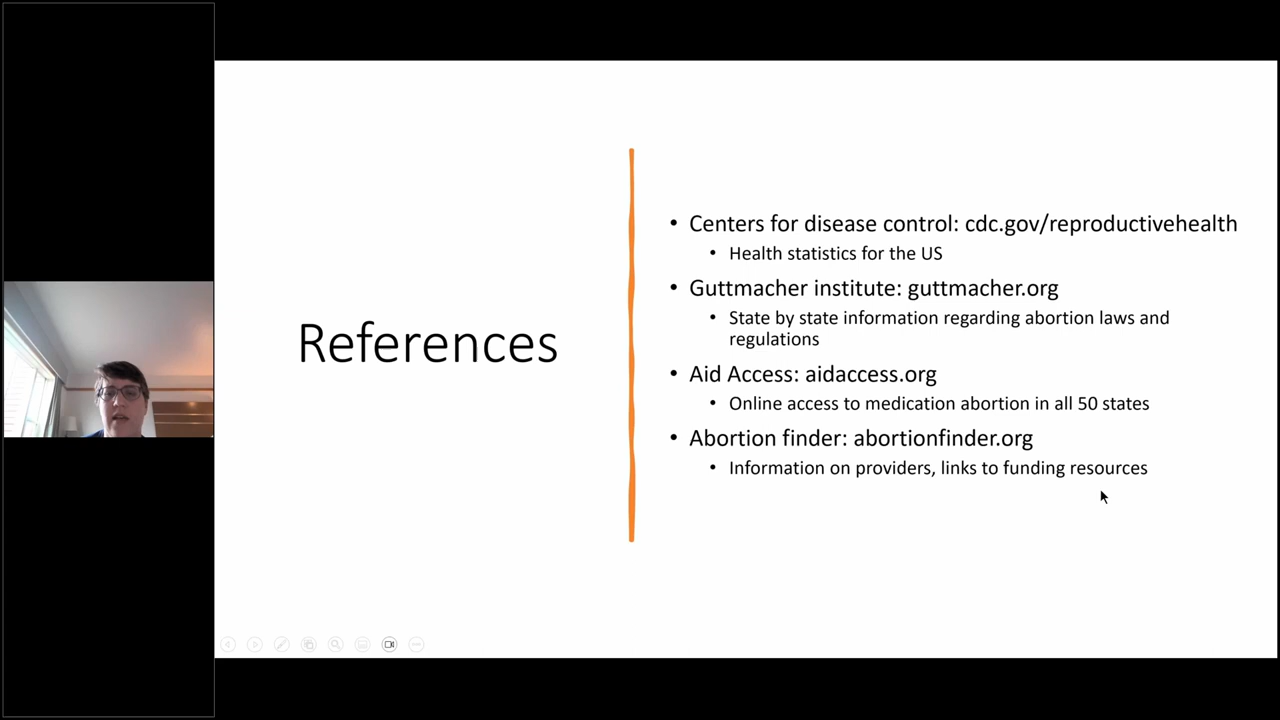 References
• Centers for disease control: cdc.gov/reproductivehealth
• Health statistics for the US
• Guttmacher institute: guttmacher.org
• State by state information regarding abortion laws and
regulations
• Aid Access: aidaccess.org
• Online access to medication abortion in all 50 states
• Abortion finder: abortionfinder.org
• Information on providers, links to funding resources